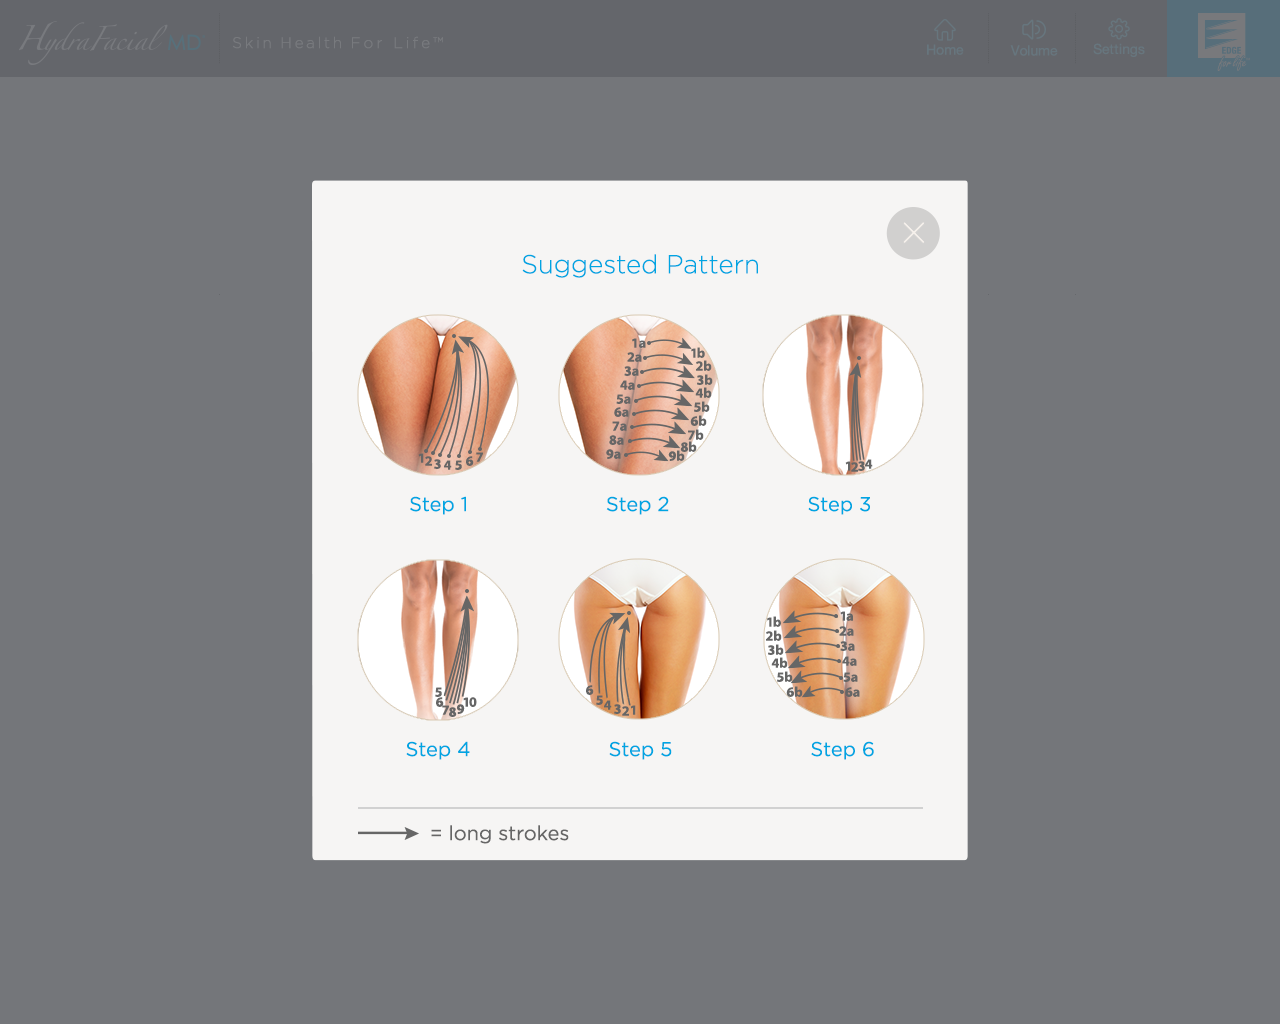 HydraFacial MD Skin Health For Life™
Home
Volume
Settings
EDGE
for life
Suggested Pattern
1 2 3 4 5 6 7
1a 1b
2a 2b
3a 3b
4a 4b
5a 5b
6a 6b
7a 7b
8a 8b
9a 9b
1 2 3 4
Step 1
Step 2
Step 3
5 6 7 8 9 10
6 5 4 3 2 1
1b 1a
2b 2a
3b 3a
4b 4a
5b 5a
6b 6a
Step 4
Step 5
Step 6
= long strokes